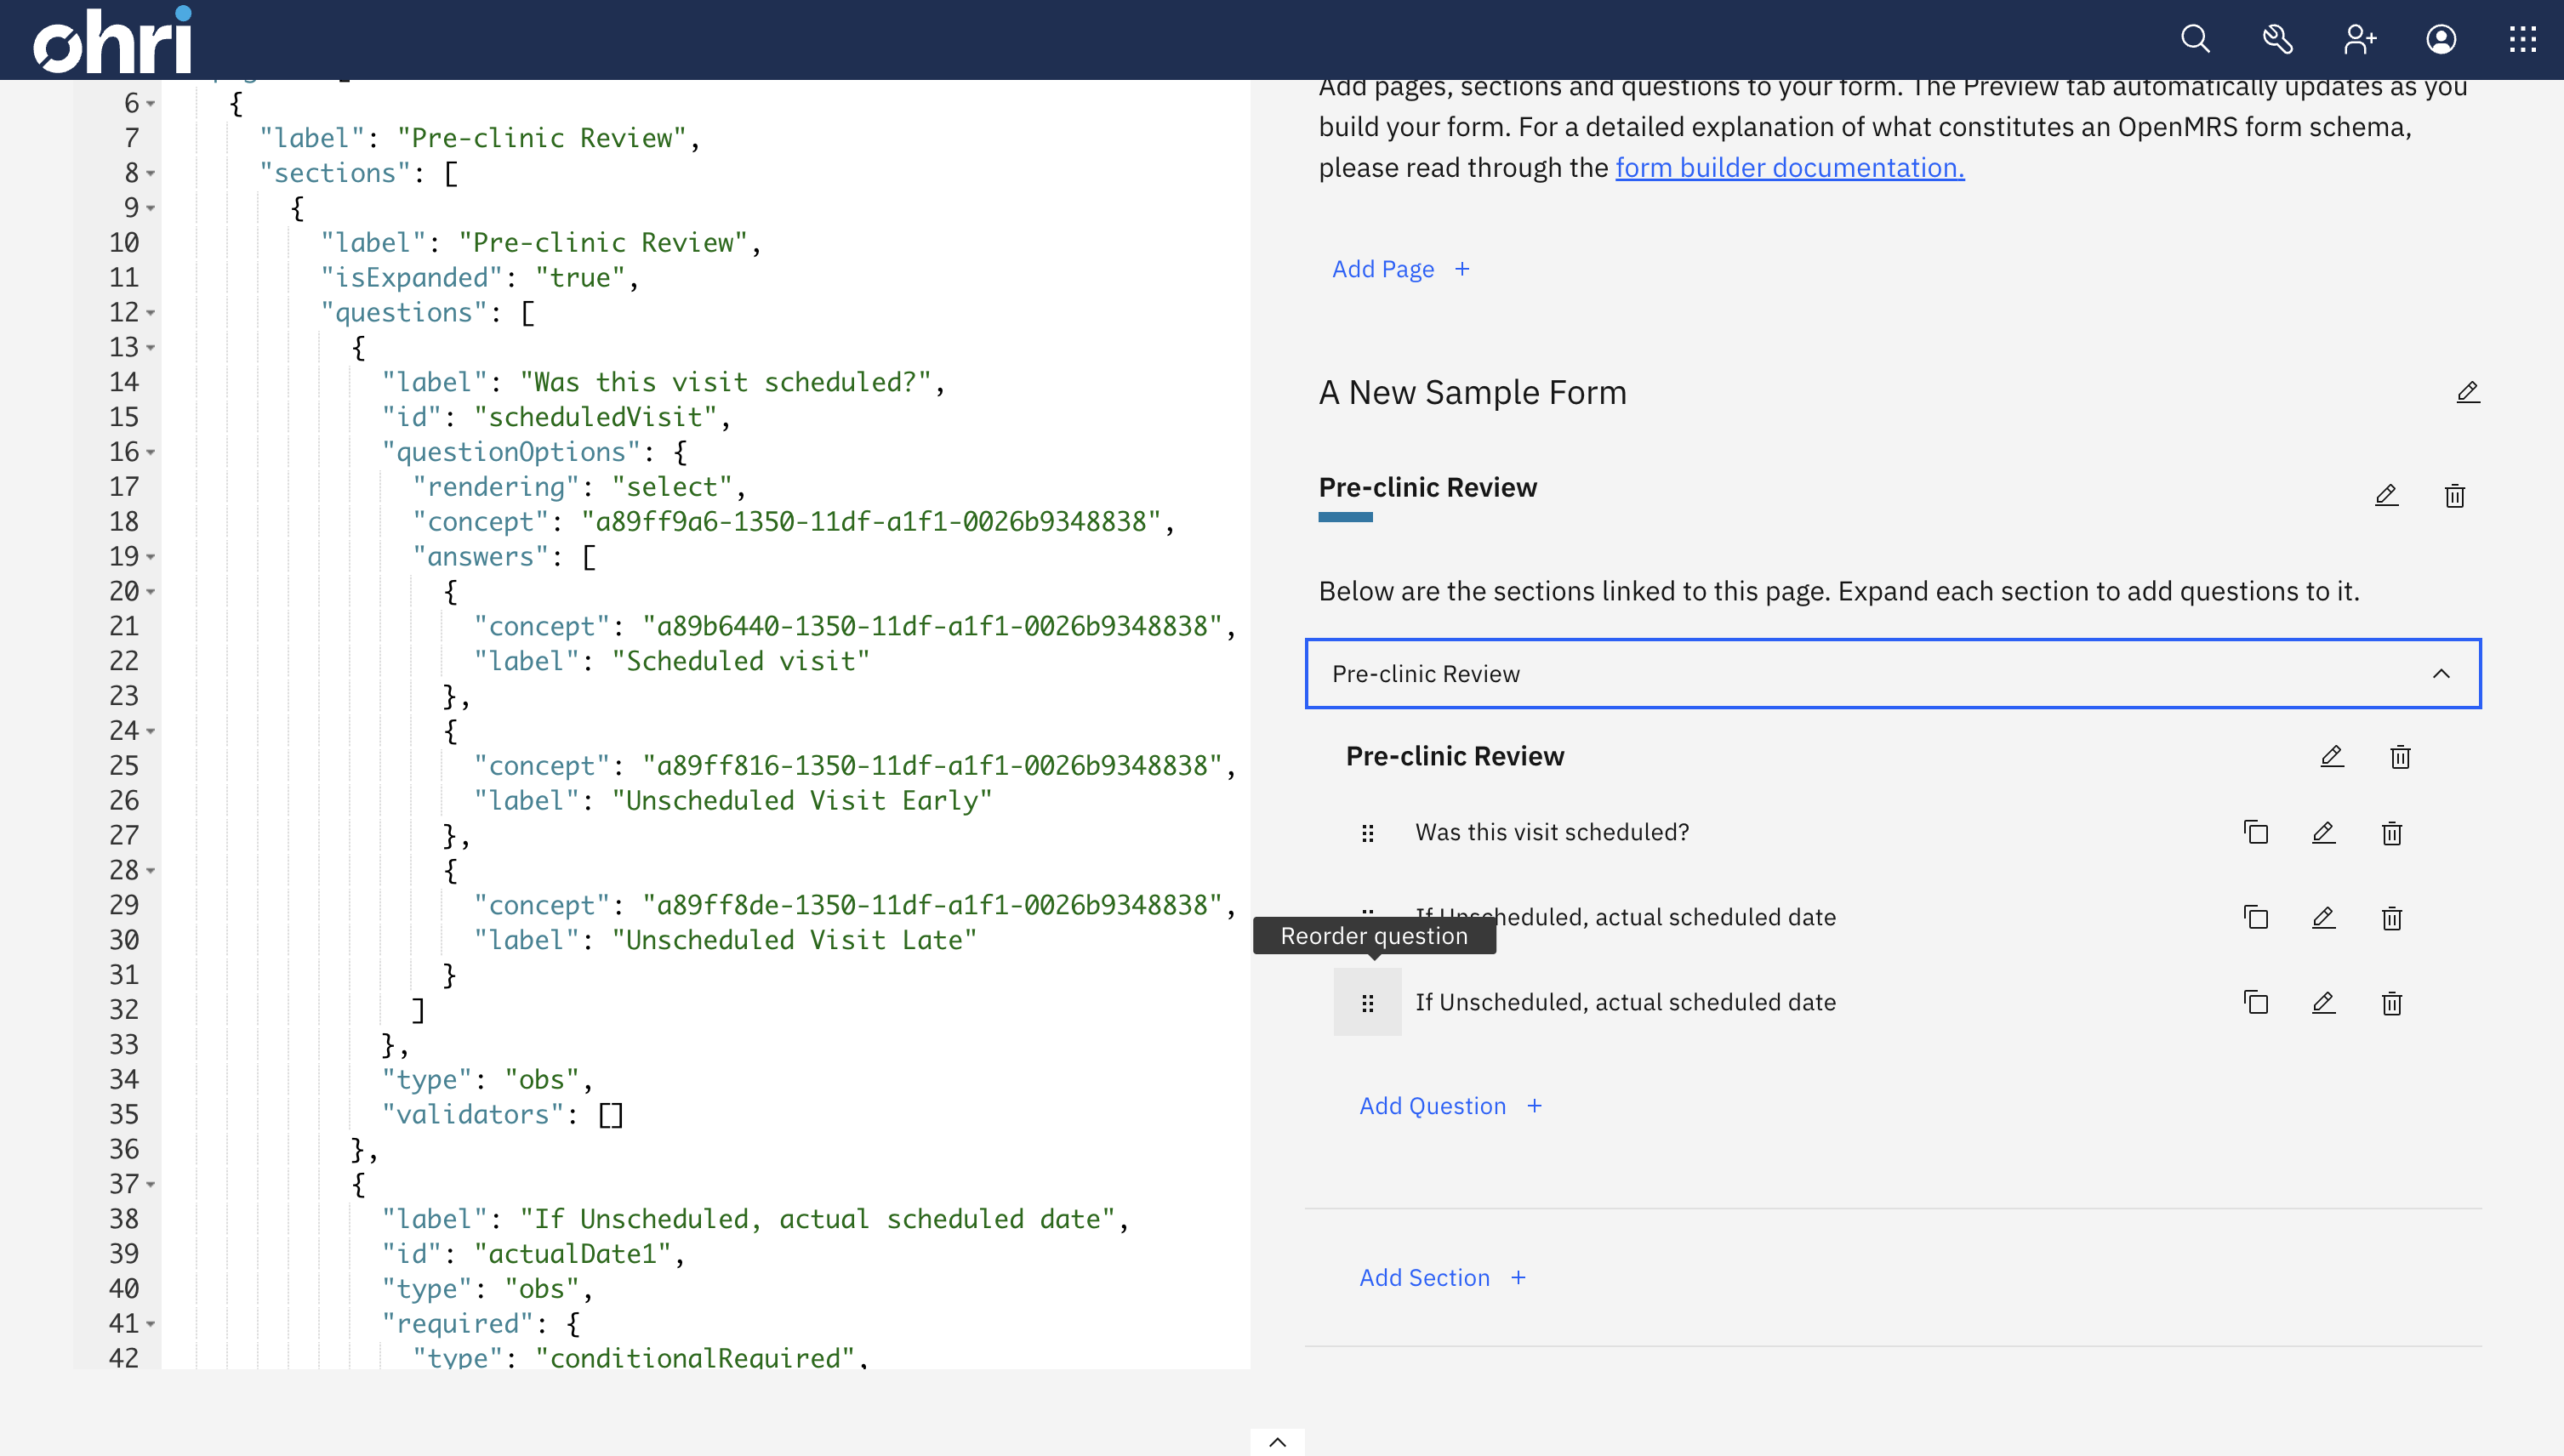 ohri
6 {
7 "label": "Pre-clinic Review",
8 "sections": [
9 {
10 "label": "Pre-clinic Review",
11 "isExpanded": "true",
12 "questions": [
13 {
14 "label": "Was this visit scheduled?",
15 "id": "scheduledVisit",
16 "questionOptions": {
17 "rendering": "select",
18 "concept": "a89ff9a6-1350-11df-a1f1-0026b9348838",
19 "answers": [
20 {
21 "concept": "a89b6440-1350-11df-a1f1-0026b9348838",
22 "label": "Scheduled visit"
23 },
24 {
25 "concept": "a89ff816-1350-11df-a1f1-0026b9348838",
26 "label": "Unscheduled Visit Early"
27 },
28 {
29 "concept": "a89ff8de-1350-11df-a1f1-0026b9348838",
30 "label": "Unscheduled Visit Late"
31 }
32 ]
33 },
34 "type": "obs",
35 "validators": []
36 },
37 {
38 "label": "If Unscheduled, actual scheduled date",
39 "id": "actualDate1",
40 "type": "obs",
41 "required": {
42 "type": "conditionalRequired",
Add pages, sections and questions to your form. The Preview tab automatically updates as you
build your form. For a detailed explanation of what constitutes an OpenMRS form schema,
please read through the form builder documentation.
Add Page +
A New Sample Form
Pre-clinic Review
Below are the sections linked to this page. Expand each section to add questions to it.
Pre-clinic Review
Pre-clinic Review
Was this visit scheduled?
If Unscheduled, actual scheduled date
Reorder question
If Unscheduled, actual scheduled date
Add Question +
Add Section +